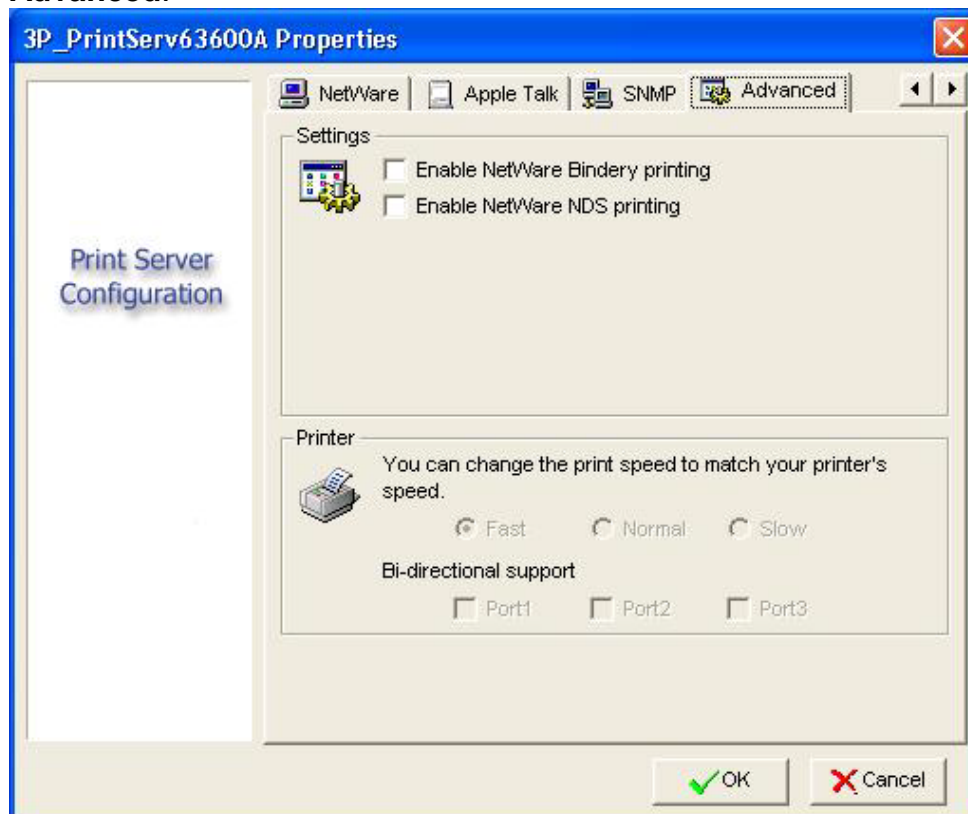 Advanced.
3P_PrintServ63600A Properties
NetWare
Apple Talk
SNMP
Advanced
Settings
Enable NetWare Bindery printing
Enable NetWare NDS printing
Print Server
Configuration
Printer
You can change the print speed to match your printer's
speed.
Fast
Normal
Slow
Bi-directional support
Port1
Port2
Port3
OK
Cancel